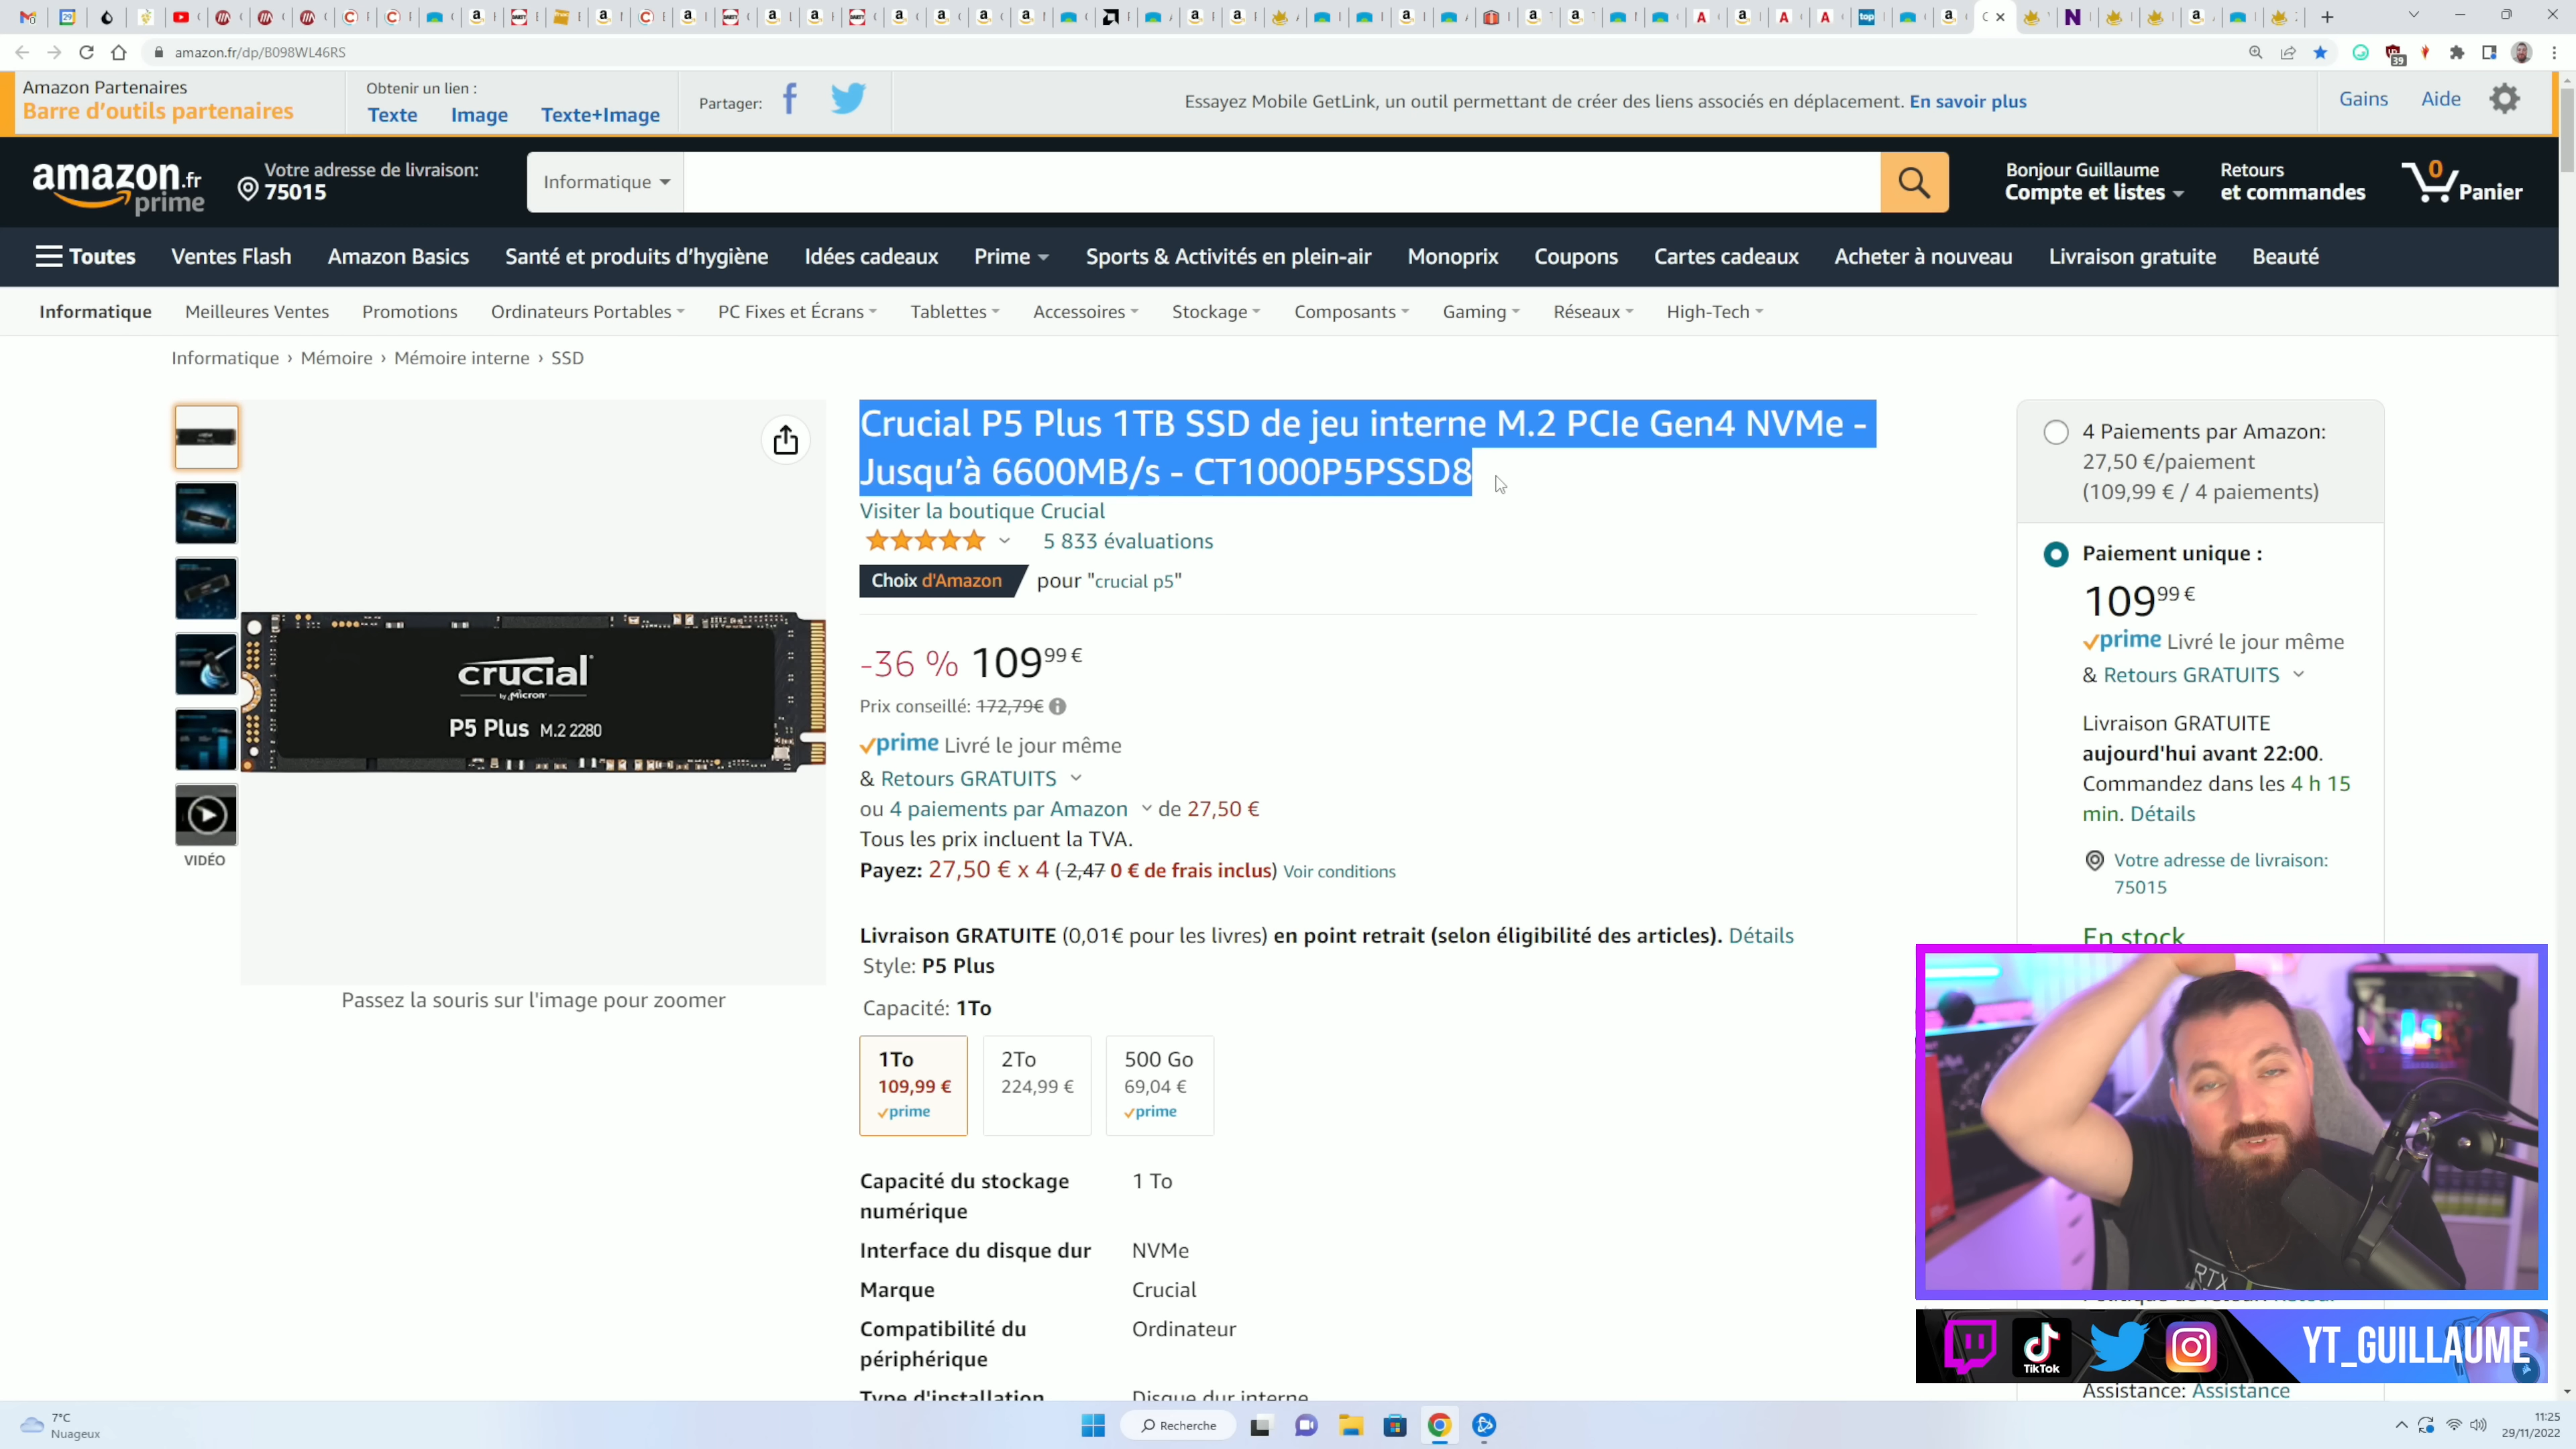 29
top
N
amazon.fr/dp/B098WL46RS
39
Amazon Partenaires
Barre d'outils partenaires
Obtenir un lien :
Texte Image Texte+Image
Partager:
Essayez Mobile GetLink, un outil permettant de créer des liens associés en déplacement. En savoir plus
Gains Aide
amazon.fr
prime
Votre adresse de livraison:
75015
Informatique
Bonjour Guillaume
Compte et listes
Retours
et commandes
0
Panier
Toutes Ventes Flash Amazon Basics Santé et produits d'hygiène Idées cadeaux Prime Sports & Activités en plein-air Monoprix Coupons Cartes cadeaux Acheter à nouveau Livraison gratuite Beauté
Informatique Meilleures Ventes Promotions Ordinateurs Portables PC Fixes et Écrans Tablettes Accessoires Stockage Composants Gaming Réseaux High-Tech
Informatique › Mémoire › Mémoire interne › SSD
crucial
by Micron
P5 Plus M.2 2280
VIDÉO
Passez la souris sur l'image pour zoomer
Crucial P5 Plus 1TB SSD de jeu interne M.2 PCIe Gen4 NVMe -
Jusqu'à 6600MB/s - CT1000P5PSSD8
Visiter la boutique Crucial
5 833 évaluations
Choix d'Amazon pour "crucial p5"
-36 % 109,99 €
Prix conseillé: 172,79€
prime Livré le jour même
& Retours GRATUITS
ou 4 paiements par Amazon de 27,50 €
Tous les prix incluent la TVA.
Payez: 27,50 € x 4 (2,47 0 € de frais inclus) Voir conditions
Livraison GRATUITE (0,01€ pour les livres) en point retrait (selon éligibilité des articles). Détails
Style: P5 Plus
Capacité: 1To
1To
109,99 €
prime
2To
224,99 €
500 Go
69,04 €
prime
Capacité du stockage
numérique
1 To
Interface du disque dur NVMe
Marque Crucial
Compatibilité du
périphérique
Ordinateur
Type d'installation Disque dur interne
4 Paiements par Amazon:
27,50 €/paiement
(109,99 € / 4 paiements)
Paiement unique :
109 99 €
prime Livré le jour même
& Retours GRATUITS
Livraison GRATUITE
aujourd'hui avant 22:00.
Commandez dans les 4 h 15
min. Détails
Votre adresse de livraison:
75015
En stock
RTX
TikTok
YT_GUILLAUME
Assistance: Assistance
7°C
Nuageux
Recherche
11:25
29/11/2022